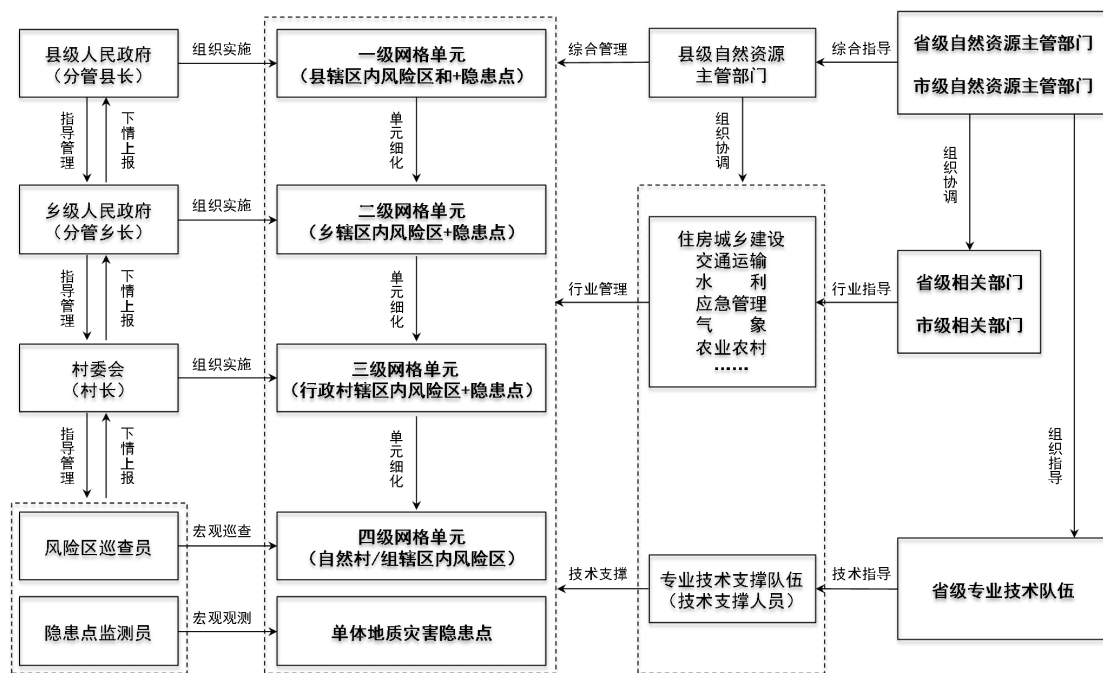 县级人民政府
（分管县长）
组织实施
一级网格单元
（县辖区内风险区和+隐患点）
综合管理
县级自然资源
主管部门
综合指导
省级自然资源主管部门
市级自然资源主管部门
指导管理
下情上报
单元细化
组织协调
组织协调
乡级人民政府
（分管乡长）
组织实施
二级网格单元
（乡辖区内风险区+隐患点）
指导管理
下情上报
单元细化
行业管理
住房城乡建设
交通运输
水　　利
应急管理
气　　象
农业农村
……
行业指导
省级相关部门
市级相关部门
村委会
（村长）
组织实施
三级网格单元
（行政村辖区内风险区+隐患点）
指导管理
下情上报
单元细化
组织指导
风险区巡查员
宏观巡查
四级网格单元
（自然村/组辖区内风险区）
技术支撑
专业技术支撑队伍
（技术支撑人员）
技术指导
省级专业技术队伍
隐患点监测员
宏观观测
单体地质灾害隐患点